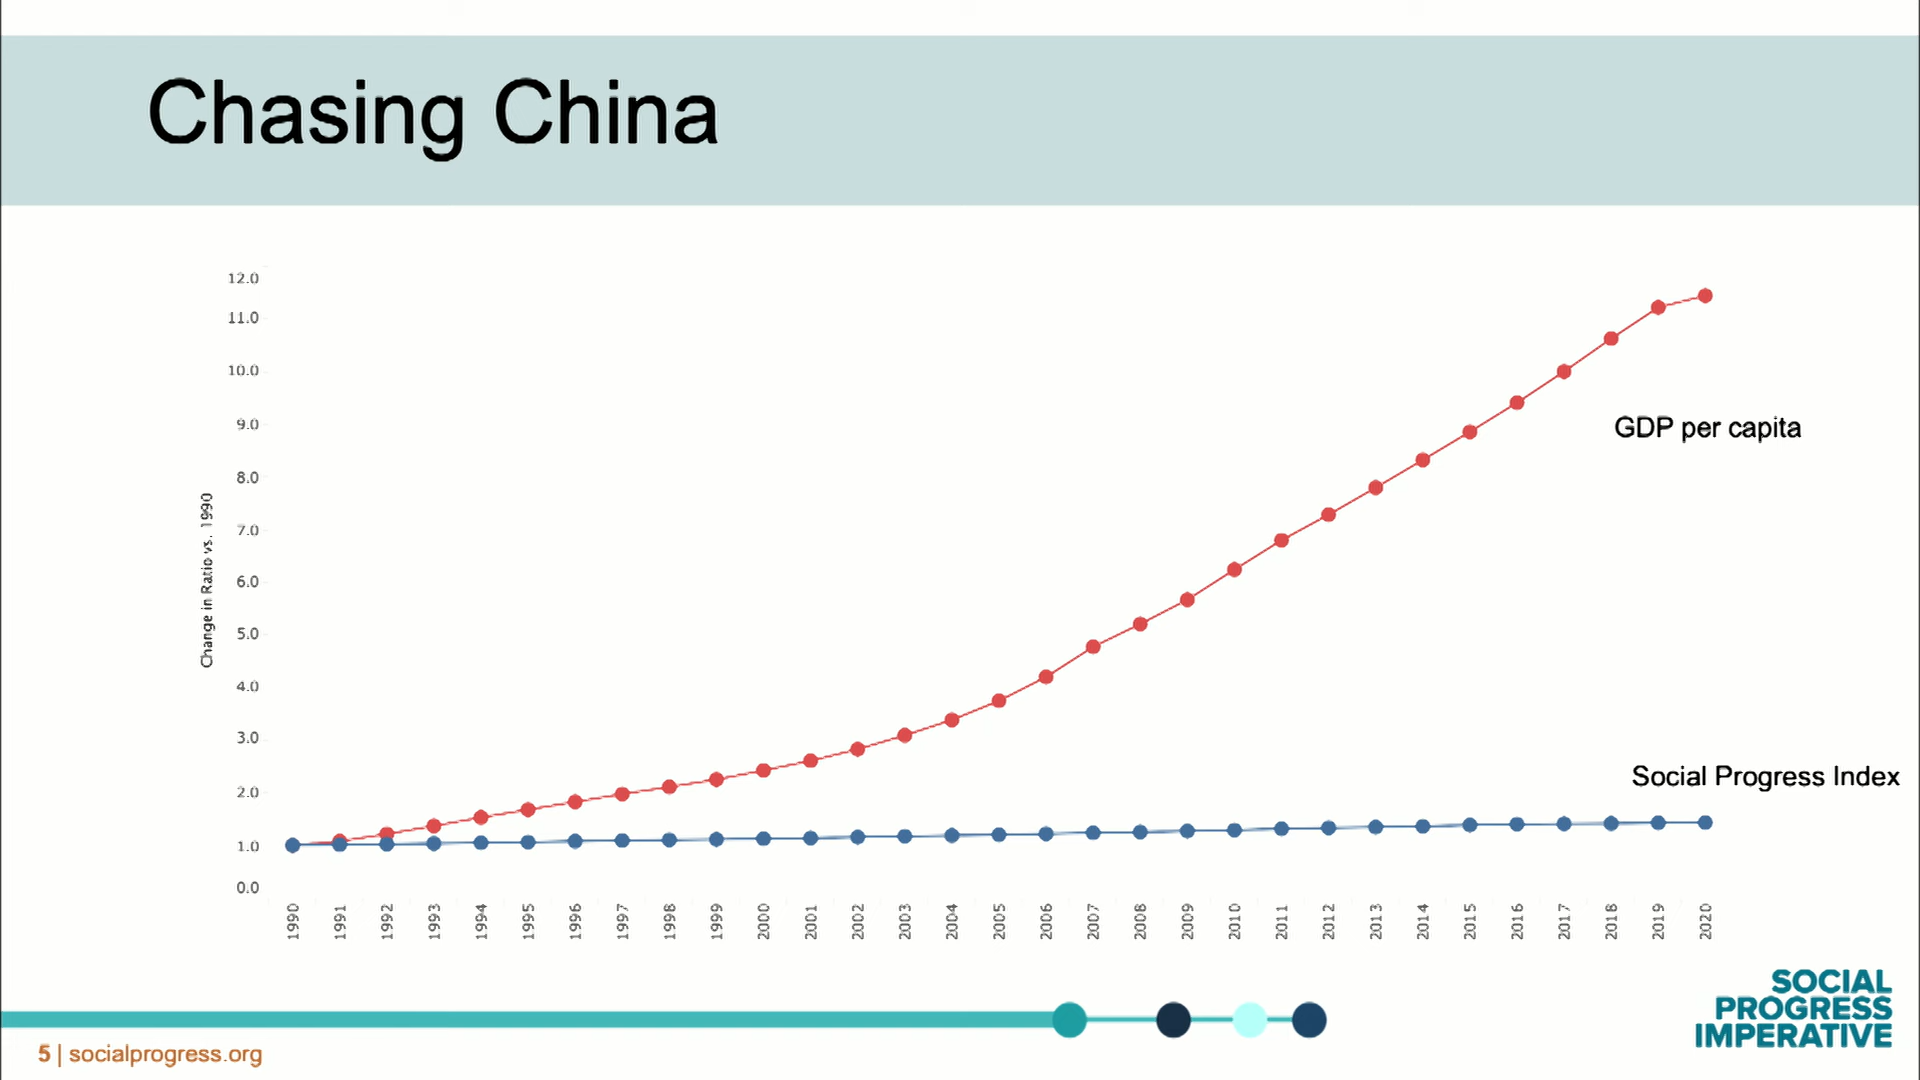 Chasing China
12.0
11.0
10.0
9.0
8.0
7.0
6.0
5.0
4.0
3.0
2.0
1.0
0.0
Change in Ratio vs. 1990
GDP per capita
Social Progress Index
1990 1991 1992 1993 1994 1995 1996 1997 1998 1999 2000 2001 2002 2003 2004 2005 2006 2007 2008 2009 2010 2011 2012 2013 2014 2015 2016 2017 2018 2019 2020
SOCIAL
PROGRESS
IMPERATIVE
5 | socialprogress.org